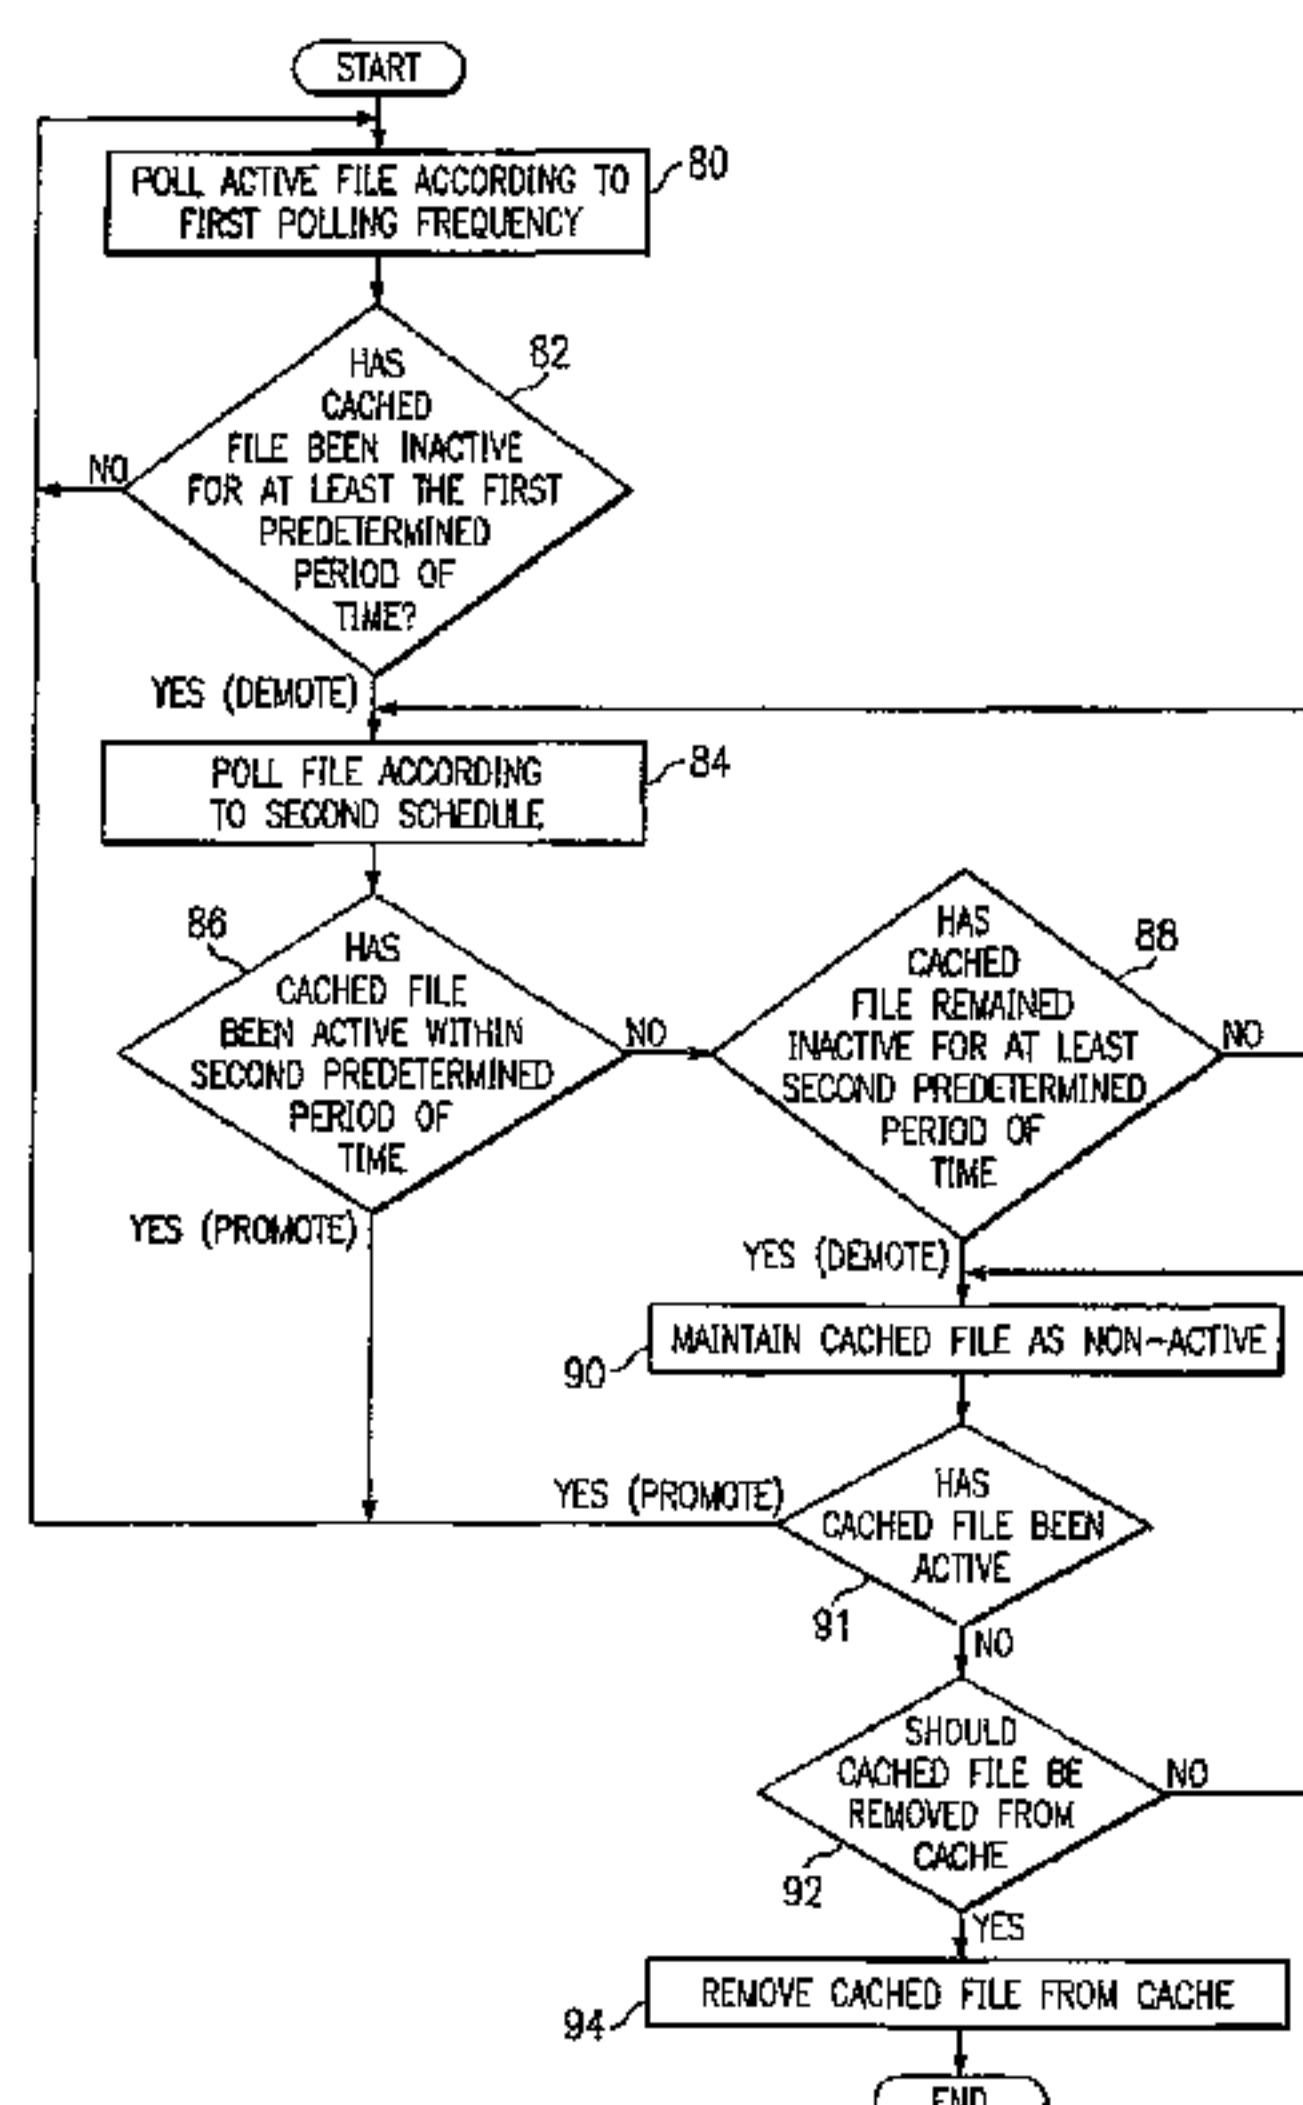 START
POLL ACTIVE FILE ACCORDING TO
FIRST POLLING FREQUENCY
80
HAS
CACHED
FILE BEEN INACTIVE
FOR AT LEAST THE FIRST
PREDETERMINED
PERIOD OF
TIME?
82
NO
YES (DEMOTE)
POLL FILE ACCORDING
TO SECOND SCHEDULE
84
86
HAS
CACHED FILE
BEEN ACTIVE WITHIN
SECOND PREDETERMINED
PERIOD OF
TIME
NO
YES (PROMOTE)
HAS
CACHED
FILE REMAINED
INACTIVE FOR AT LEAST
SECOND PREDETERMINED
PERIOD OF
TIME
88
NO
YES (DEMOTE)
MAINTAIN CACHED FILE AS NON-ACTIVE
90
YES (PROMOTE)
HAS
CACHED FILE BEEN
ACTIVE
91
NO
SHOULD
CACHED FILE BE
REMOVED FROM
CACHE
NO
92
YES
REMOVE CACHED FILE FROM CACHE
94
END